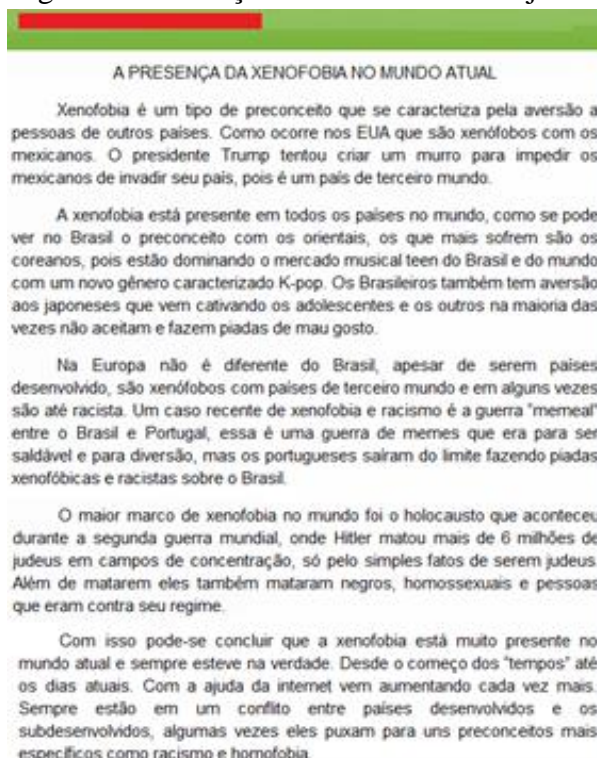 A PRESENÇA DA XENOFOBIA NO MUNDO ATUAL
Xenofobia é um tipo de preconceito que se caracteriza pela aversão a
pessoas de outros países. Como ocorre nos EUA que são xenófobos com os
mexicanos. O presidente Trump tentou criar um murro para impedir os
mexicanos de invadir seu país, pois é um país de terceiro mundo.
A xenofobia está presente em todos os países no mundo, como se pode
ver no Brasil o preconceito com os orientais, os que mais sofrem são os
coreanos, pois estão dominando o mercado musical teen do Brasil e do mundo
com um novo gênero caracterizado K-pop. Os Brasileiros também tem aversão
aos japoneses que vem cativando os adolescentes e os outros na maioria das
vezes não aceitam e fazem piadas de mau gosto.
Na Europa não é diferente do Brasil, apesar de serem países
desenvolvido, são xenófobos com países de terceiro mundo e em alguns vezes
são até racista. Um caso recente de xenofobia e racismo é a guerra "memeal"
entre o Brasil e Portugal, essa é uma guerra de memes que era para ser
saldável e para diversão, mas os portugueses saíram do limite fazendo piadas
xenofóbicas e racistas sobre o Brasil.
O maior marco de xenofobia no mundo foi o holocausto que aconteceu
durante a segunda guerra mundial, onde Hitler matou mais de 6 milhões de
judeus em campos de concentração, só pelo simples fatos de serem judeus.
Além de matarem eles também mataram negros, homossexuais e pessoas
que eram contra seu regime.
Com isso pode-se concluir que a xenofobia está muito presente no
mundo atual e sempre esteve na verdade. Desde o começo dos "tempos" até
os dias atuais. Com a ajuda da internet vem aumentando cada vez mais.
Sempre estão em um conflito entre países desenvolvidos e os
subdesenvolvidos, algumas vezes eles puxam para uns preconceitos mais
específicos como racismo e homofobia.